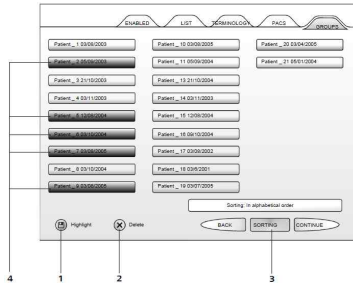 ENABLED LIST TERMINOLOGY PACS GROUPS
Patient _ 1 03/08/2003
Patient _ 2 05/09/2003
Patient _ 3 21/10/2003
Patient _ 4 03/11/2003
Patient _ 5 12/08/2004
Patient _ 6 03/10/2004
Patient _ 7 03/08/2005
Patient _ 8 03/10/2004
Patient _ 9 03/06/2005
Patient _ 10 03/08/2005
Patient _ 11 05/09/2004
Patient _ 13 21/10/2004
Patient _ 14 03/11/2003
Patient _ 15 12/08/2004
Patient _ 16 09/10/2004
Patient _ 17 03/09/2002
Patient _ 18 03/6/2001
Patient _ 19 03/07/2005
Patient _ 20 03/04/2005
Patient _ 21 05/01/2004
Sorting: In alphabetical order
Highlight
Delete
BACK SORTING CONTINUE
4 1 2 3